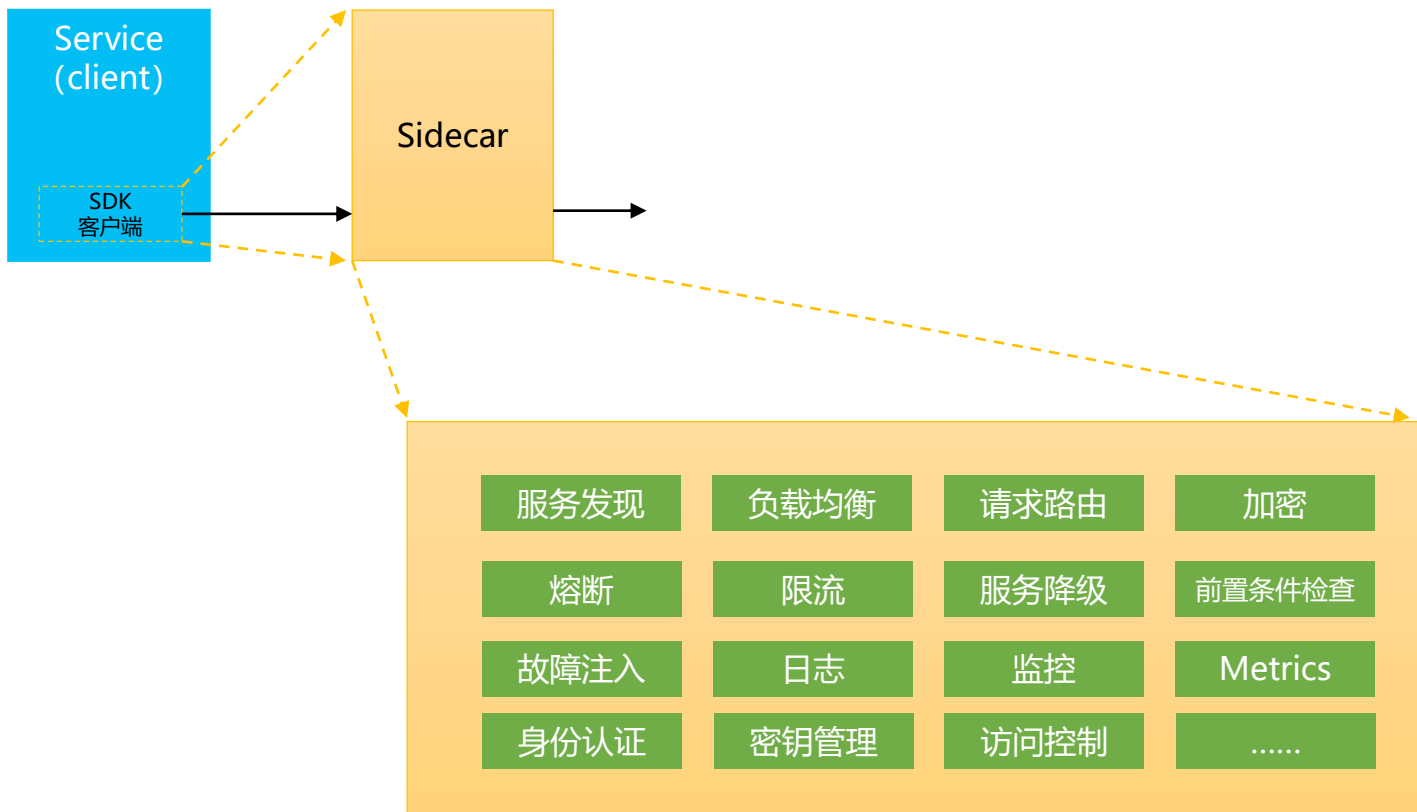 Service
(client)
Sidecar
SDK
客户端
服务发现
负载均衡
请求路由
加密
熔断
限流
服务降级
前置条件检查
故障注入
日志
监控
Metrics
身份认证
密钥管理
访问控制
......